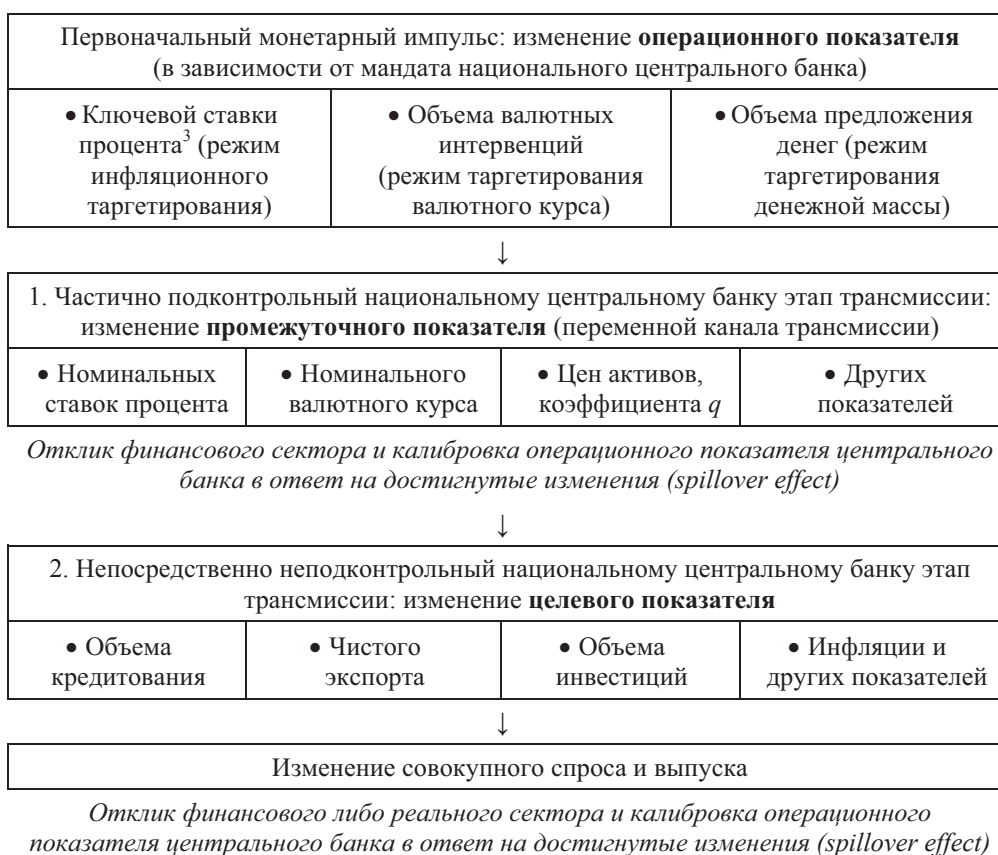 Первоначальный монетарный импульс: изменение операционного показателя
(в зависимости от мандата национального центрального банка)
• Ключевой ставки
процента³ (режим
инфляционного
таргетирования)
• Объема валютных
интервенций
(режим таргетирования
валютного курса)
• Объема предложения
денег (режим
таргетирования
денежной массы)
↓
1. Частично подконтрольный национальному центральному банку этап трансмиссии:
изменение промежуточного показателя (переменной канала трансмиссии)
• Номинальных
ставок процента
• Номинального
валютного курса
• Цен активов,
коэффициента q
• Других
показателей
Отклик финансового сектора и калибровка операционного показателя центрального
банка в ответ на достигнутые изменения (spillover effect)
↓
2. Непосредственно неподконтрольный национальному центральному банку этап
трансмиссии: изменение целевого показателя
• Объема
кредитования
• Чистого
экспорта
• Объема
инвестиций
• Инфляции и
других показателей
↓
Изменение совокупного спроса и выпуска
Отклик финансового либо реального сектора и калибровка операционного
показателя центрального банка в ответ на достигнутые изменения (spillover effect)